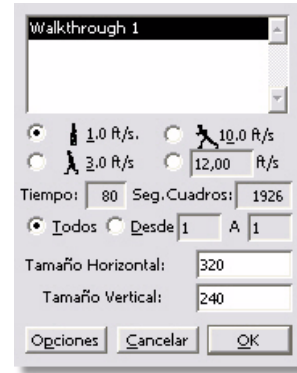 Walkthrough 1
1.0 ft/s. 10.0 ft/s
3.0 ft/s 12,00 ft/s
Tiempo: 80 Seg. Cuadros: 1926
Todos Desde 1 A 1
Tamaño Horizontal: 320
Tamaño Vertical: 240
Opciones Cancelar OK